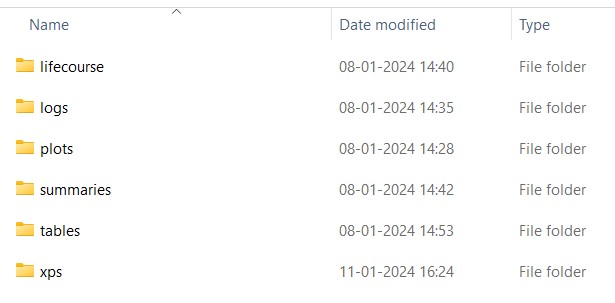 Name Date modified Type
lifecourse 08-01-2024 14:40 File folder
logs 08-01-2024 14:35 File folder
plots 08-01-2024 14:28 File folder
summaries 08-01-2024 14:42 File folder
tables 08-01-2024 14:53 File folder
xps 11-01-2024 16:24 File folder